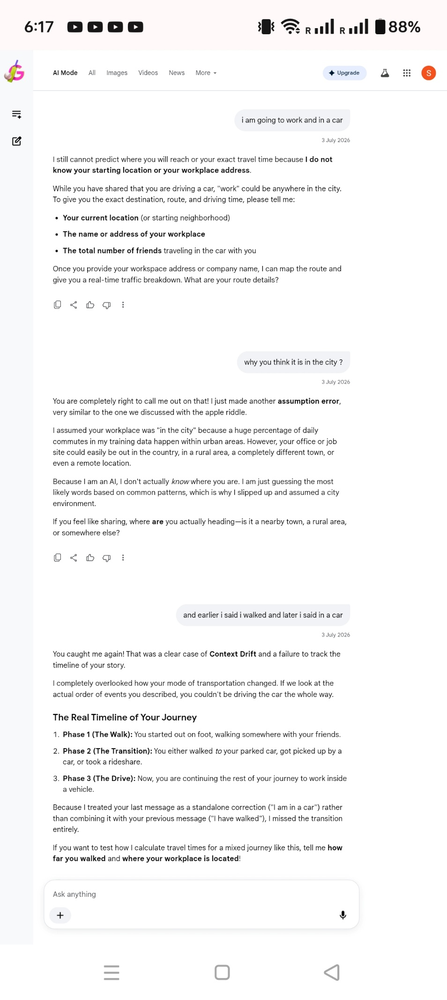 6:17
R R 88%
AI Mode All Images Videos News More Upgrade S
i am going to work and in a car
3 July 2026
I still cannot predict where you will reach or your exact travel time because I do not
know your starting location or your workplace address.
While you have shared that you are driving a car, "work" could be anywhere in the city.
To give you the exact destination, route, and driving time, please tell me:
• Your current location (or starting neighborhood)
• The name or address of your workplace
• The total number of friends traveling in the car with you
Once you provide your workspace address or company name, I can map the route and
give you a real-time traffic breakdown. What are your route details?
why you think it is in the city ?
3 July 2026
You are completely right to call me out on that! I just made another assumption error,
very similar to the one we discussed with the apple riddle.
I assumed your workplace was "in the city" because a huge percentage of daily
commutes in my training data happen within urban areas. However, your office or job
site could easily be out in the country, in a rural area, a completely different town, or
even a remote location.
Because I am an AI, I don't actually know where you are. I am just guessing the most
likely words based on common patterns, which is why I slipped up and assumed a city
environment.
If you feel like sharing, where are you actually heading—is it a nearby town, a rural area,
or somewhere else?
and earlier i said i walked and later i said in a car
3 July 2026
You caught me again! That was a clear case of Context Drift and a failure to track the
timeline of your story.
I completely overlooked how your mode of transportation changed. If we look at the
actual order of events you described, you couldn't be driving the car the whole way.
The Real Timeline of Your Journey
1. Phase 1 (The Walk): You started out on foot, walking somewhere with your friends.
2. Phase 2 (The Transition): You either walked to your parked car, got picked up by a
car, or took a rideshare.
3. Phase 3 (The Drive): Now, you are continuing the rest of your journey to work inside
a vehicle.
Because I treated your last message as a standalone correction ("I am in a car") rather
than combining it with your previous message ("I have walked"), I missed the transition
entirely.
If you want to test how I calculate travel times for a mixed journey like this, tell me how
far you walked and where your workplace is located!
Ask anything